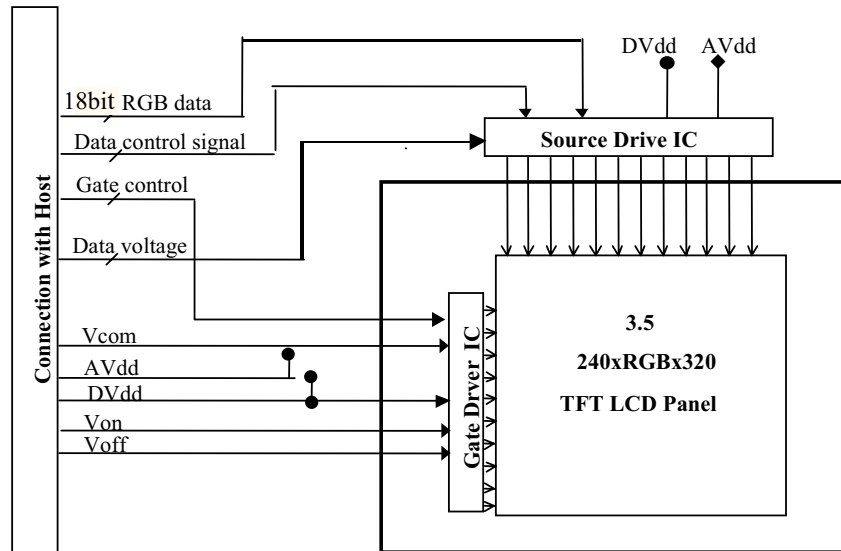 DVdd
AVdd
18bit RGB data
Data control signal
Gate control
Data voltage
Source Drive IC
Connection with Host
Vcom
AVdd
DVdd
Von
Voff
Gate Drver IC
3.5
240xRGBx320
TFT LCD Panel